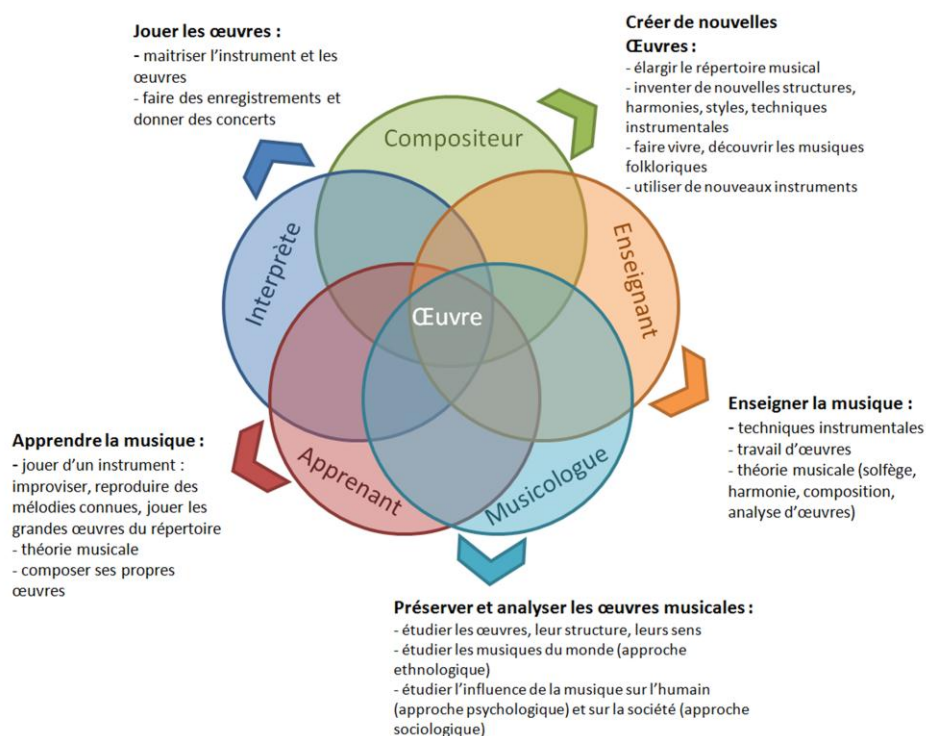 Jouer les œuvres :
- maitriser l'instrument et les
œuvres
- faire des enregistrements et
donner des concerts
Créer de nouvelles
Œuvres :
- élargir le répertoire musical
- inventer de nouvelles structures,
harmonies, styles, techniques
instrumentales
- faire vivre, découvrir les musiques
folkloriques
- utiliser de nouveaux instruments
Compositeur
Interprète
Enseignant
Œuvre
Apprenant
Musicologue
Enseigner la musique :
- techniques instrumentales
- travail d'œuvres
- théorie musicale (solfège,
harmonie, composition,
analyse d'œuvres)
Apprendre la musique :
- jouer d'un instrument :
improviser, reproduire des
mélodies connues, jouer les
grandes œuvres du répertoire
- théorie musicale
- composer ses propres
œuvres
Préserver et analyser les œuvres musicales :
- étudier les œuvres, leur structure, leurs sens
- étudier les musiques du monde (approche
ethnologique)
- étudier l'influence de la musique sur l'humain
(approche psychologique) et sur la société (approche
sociologique)